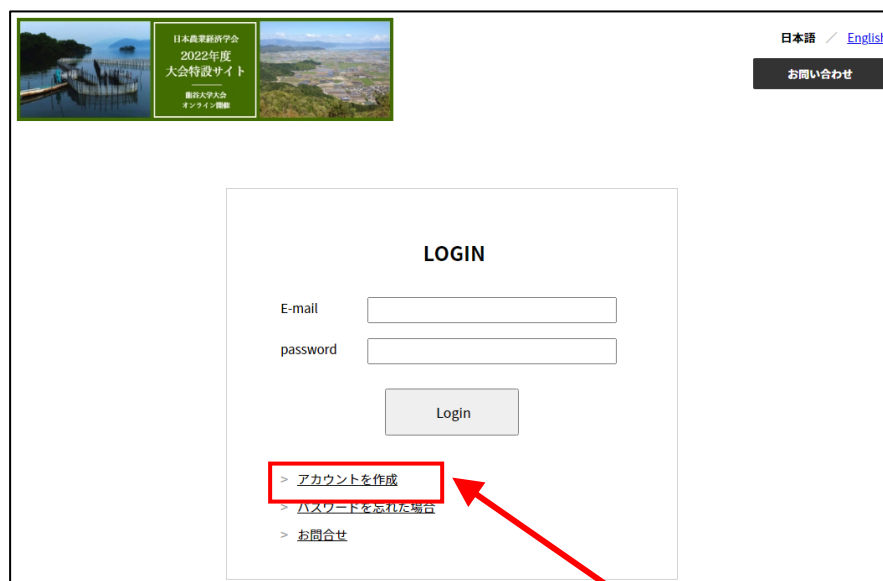 日本農業経済学会
2022年度
大会特設サイト
龍谷大学大会
オンライン開催
日本語 ／ English
お問い合わせ
LOGIN
E-mail
password
Login
> アカウントを作成
> パスワードを忘れた場合
> お問合せ